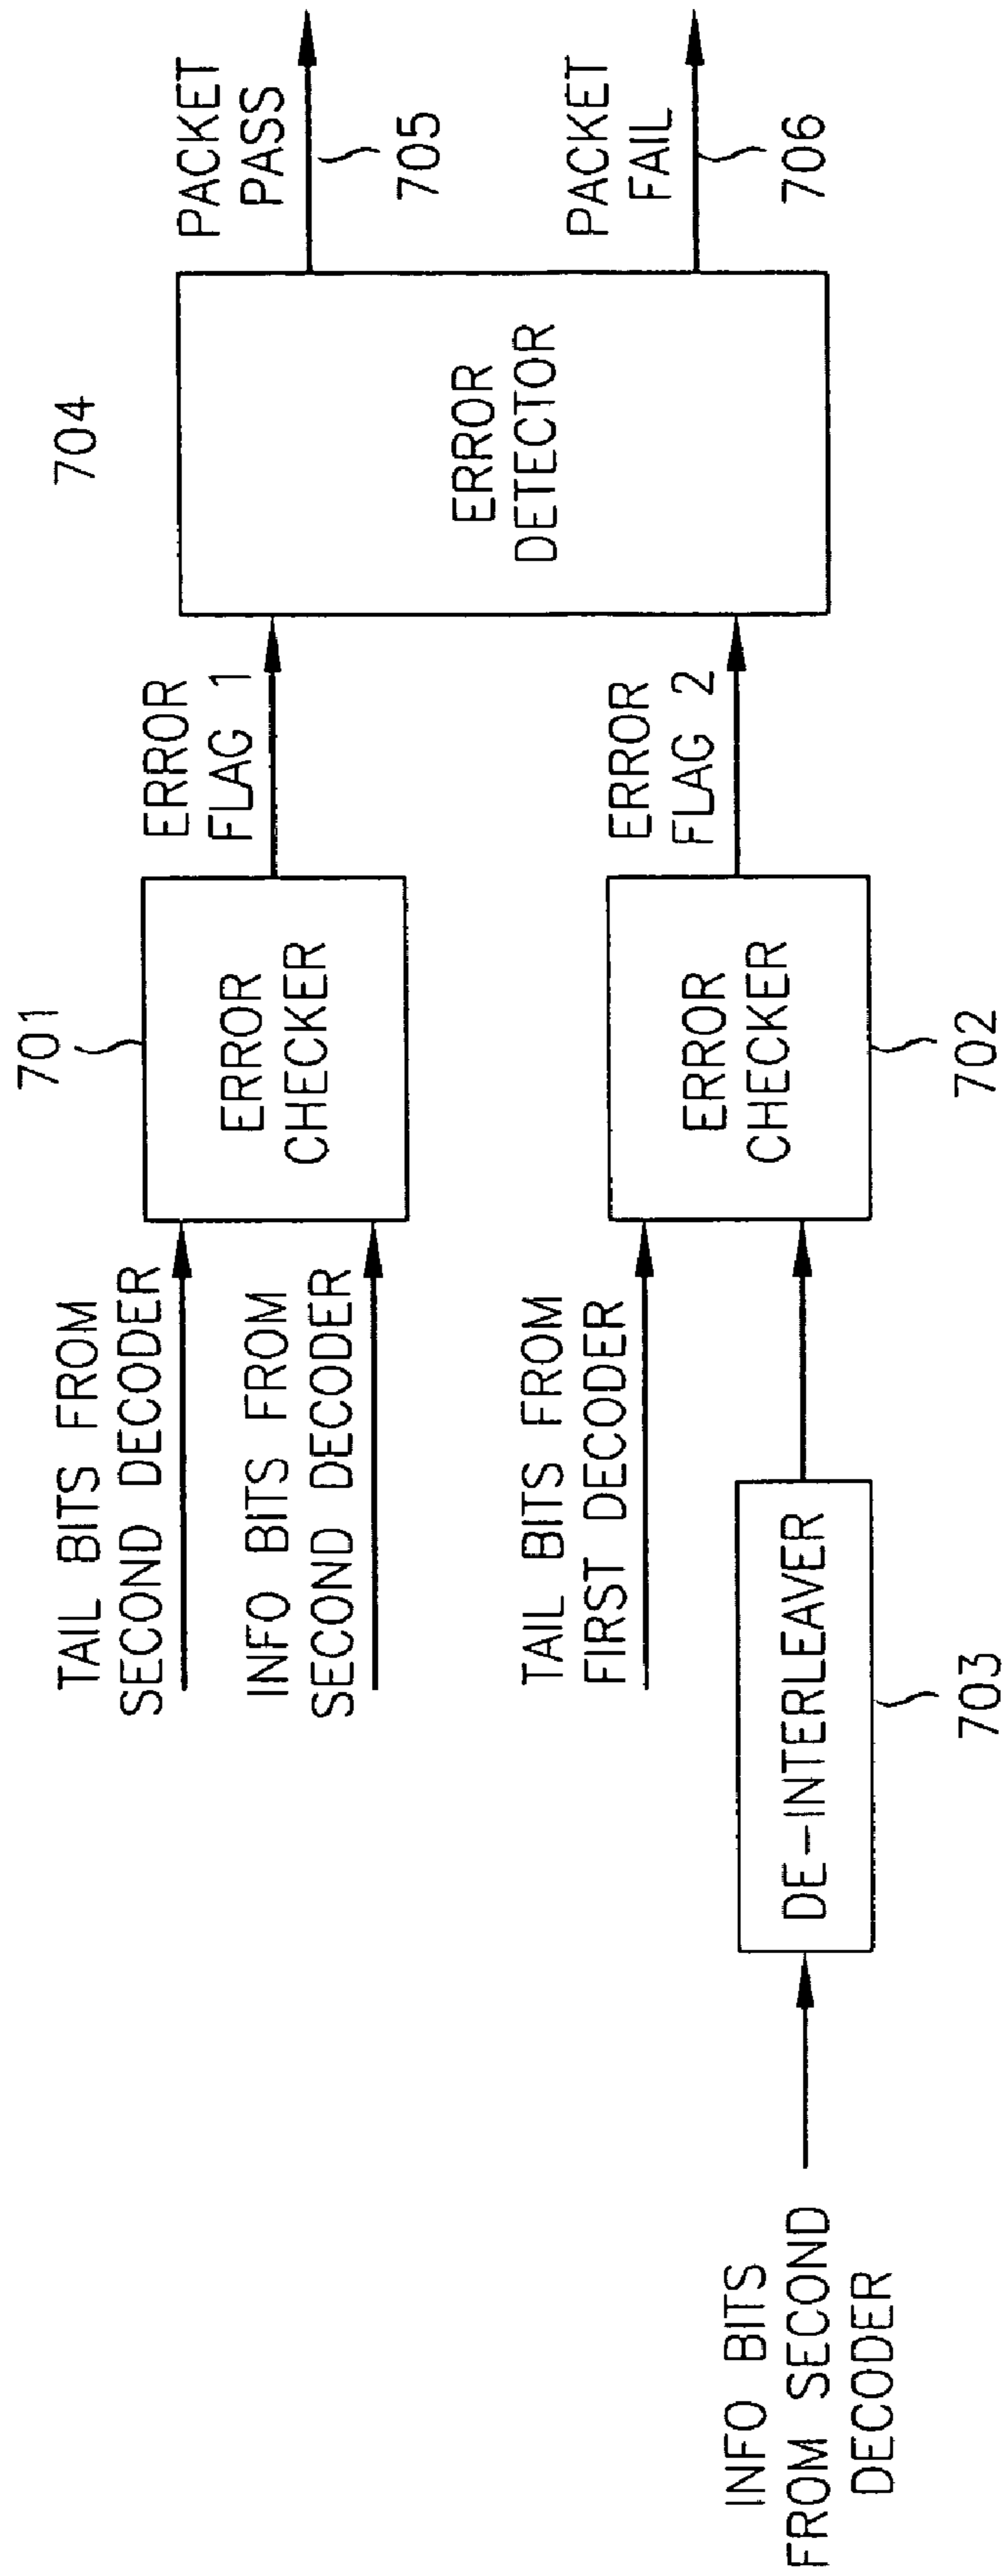 704
PACKET
PASS
705
PACKET
FAIL
706
ERROR
DETECTOR
701
ERROR
FLAG 1
ERROR
FLAG 2
ERROR
CHECKER
ERROR
CHECKER
702
TAIL BITS FROM
SECOND DECODER
INFO BITS FROM
SECOND DECODER
TAIL BITS FROM
FIRST DECODER
DE-INTERLEAVER
703
INFO BITS
FROM SECOND
DECODER